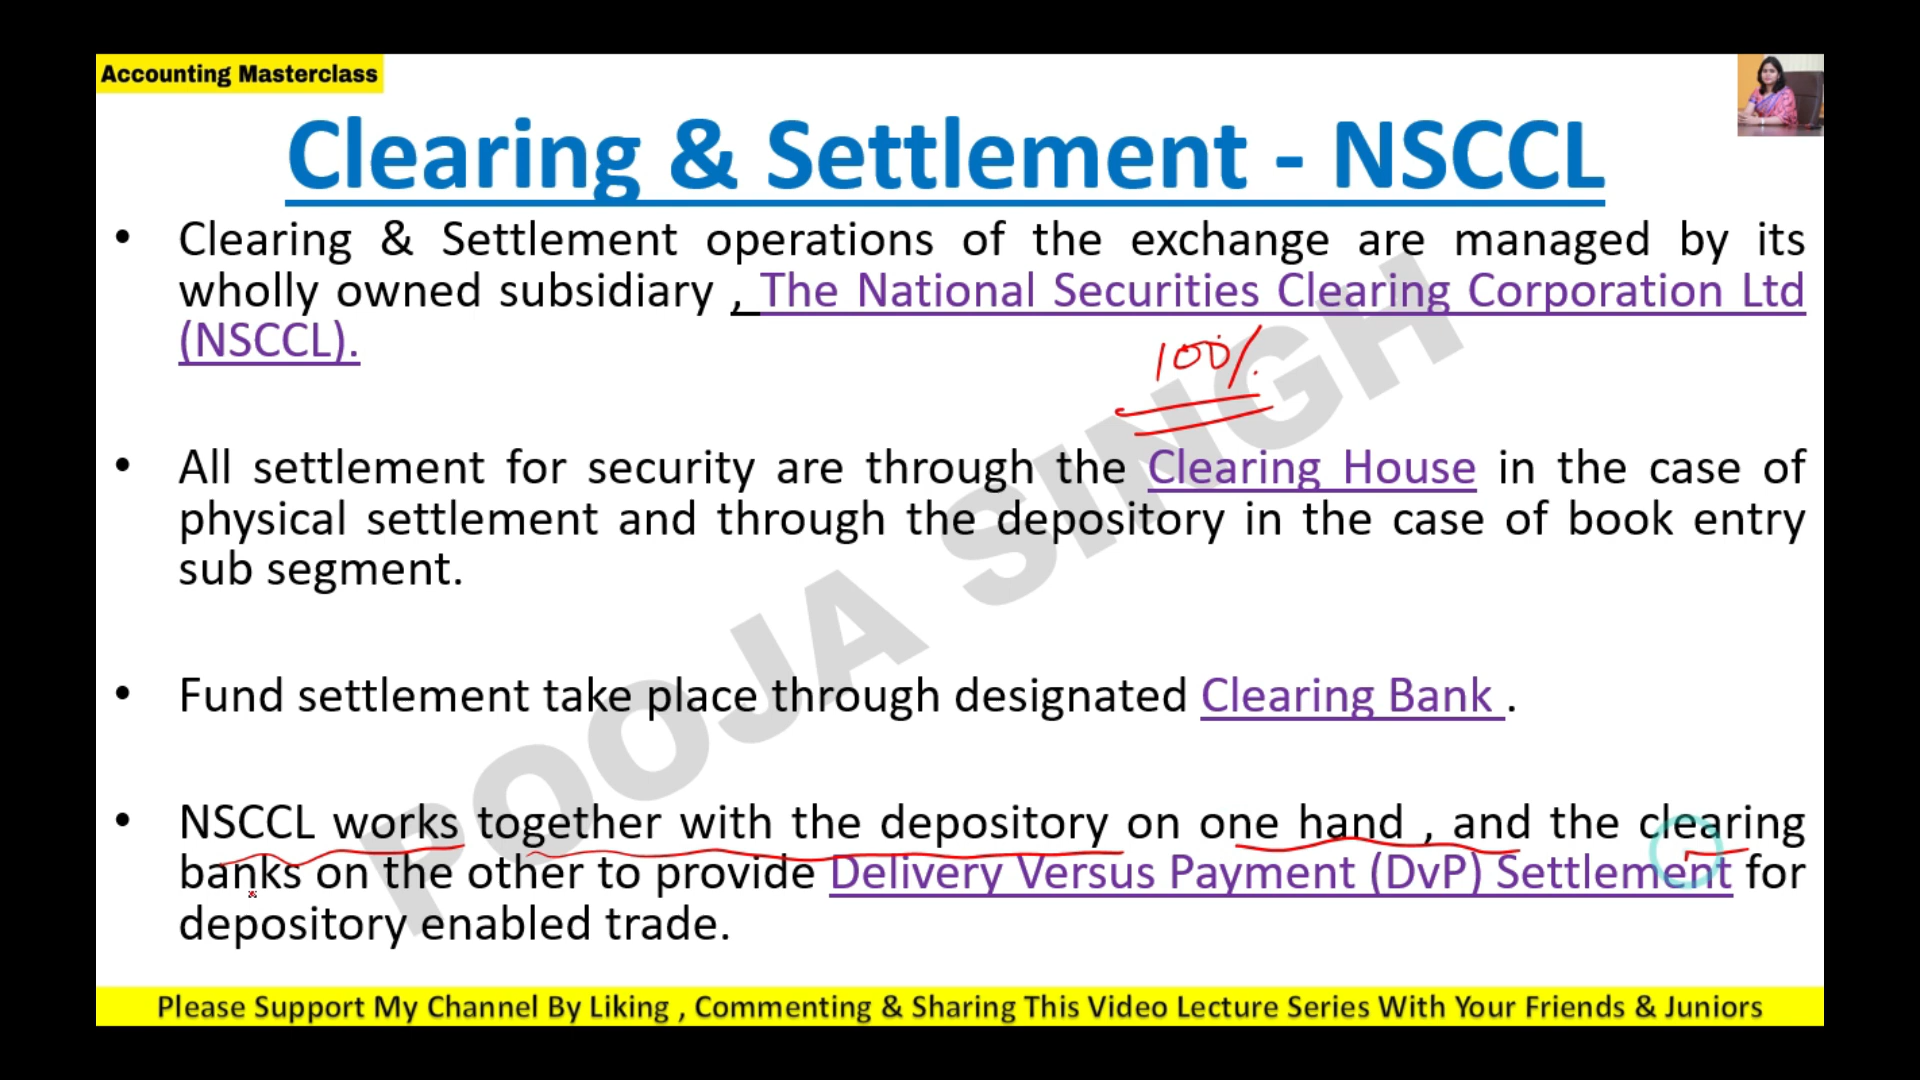 Accounting Masterclass
Clearing & Settlement - NSCCL
• Clearing & Settlement operations of the exchange are managed by its
wholly owned subsidiary , The National Securities Clearing Corporation Ltd
(NSCCL).
100%
• All settlement for security are through the Clearing House in the case of
physical settlement and through the depository in the case of book entry
sub segment.
• Fund settlement take place through designated Clearing Bank .
• NSCCL works together with the depository on one hand , and the clearing
banks on the other to provide Delivery Versus Payment (DvP) Settlement for
depository enabled trade.
POOJA SINGH
Please Support My Channel By Liking , Commenting & Sharing This Video Lecture Series With Your Friends & Juniors